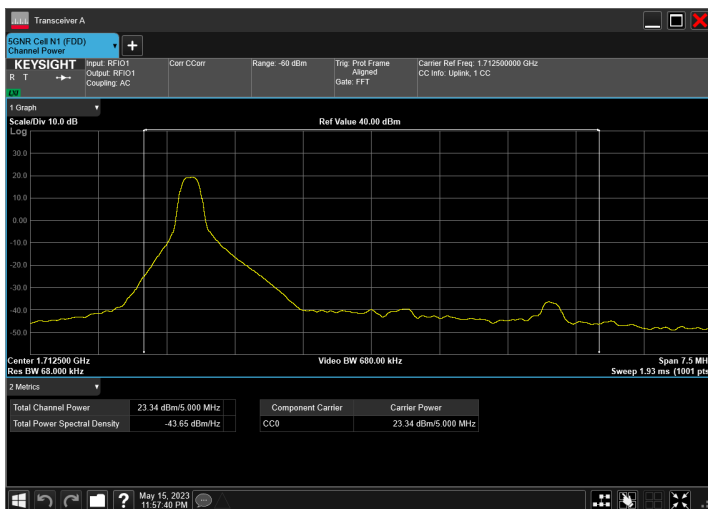 Transceiver A
5GNR Cell N1 (FDD)
Channel Power
KEYSIGHT
R T
LXI
Input: RFIO1
Output: RFIO1
Coupling: AC
Corr CCorr
Range: -60 dBm
Trig: Prot Frame
Aligned
Gate: FFT
Carrier Ref Freq: 1.712500000 GHz
CC Info: Uplink, 1 CC
1 Graph
Scale/Div 10.0 dB
Ref Value 40.00 dBm
Log
30.0
20.0
10.0
0.00
-10.0
-20.0
-30.0
-40.0
-50.0
Center 1.712500 GHz
Video BW 680.00 kHz
Span 7.5 MH
Res BW 68.000 kHz
Sweep 1.93 ms (1001 pts
2 Metrics
Total Channel Power 23.34 dBm/5.000 MHz
Total Power Spectral Density -43.65 dBm/Hz
Component Carrier Carrier Power
CC0 23.34 dBm/5.000 MHz
?
May 15, 2023
11:57:40 PM